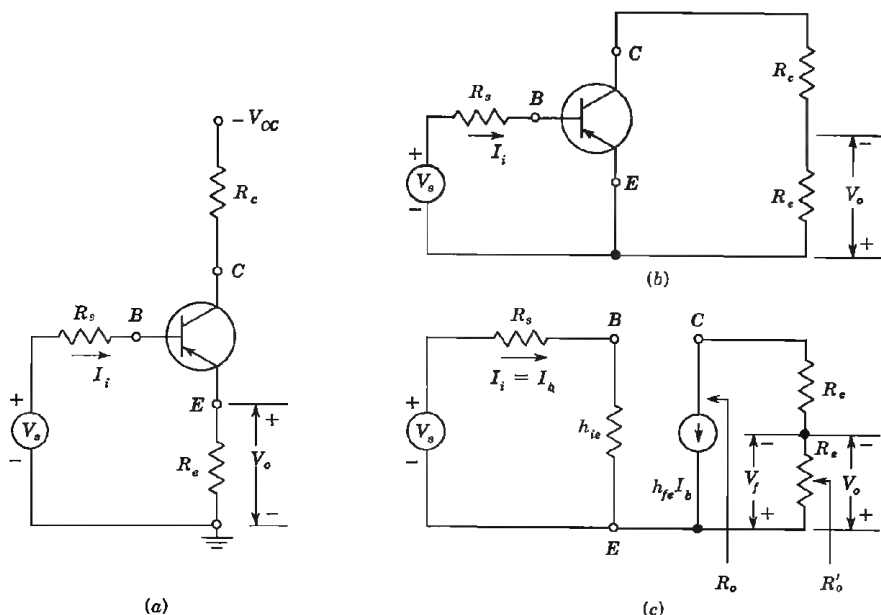 − V_CC
R_c
C
R_s
B
I_i
+
V_s
−
E
+
R_e
V_o
−
(a)
C
R_s
B
I_i
+
V_s
−
E
R_c
−
R_e
V_o
+
(b)
R_s
B
C
I_i = I_b
+
V_s
−
h_ie
R_c
−
R_e
−
V_f
V_o
h_fe I_b
+
+
E
R_o
R'_o
(c)